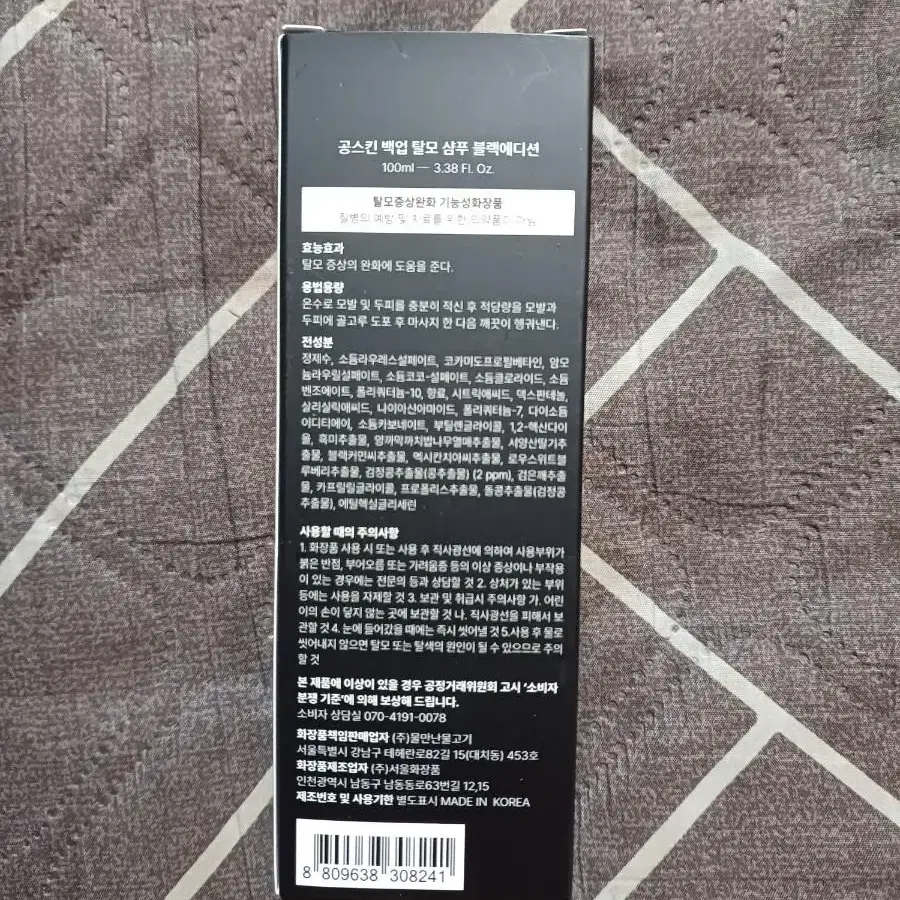 공스킨 백업 탈모 샴푸 블랙에디션
100ml — 3.38 Fl. Oz.
탈모증상완화 기능성화장품
질병의 예방 및 치료를 위한 의약품이 아님
효능효과
탈모 증상의 완화에 도움을 준다.
용법용량
온수로 모발 및 두피를 충분히 적신 후 적당량을 모발과
두피에 골고루 도포 후 마사지 한 다음 깨끗이 헹궈낸다.
전성분
정제수, 소듐라우레스설페이트, 코카미도프로필베타인, 암모
늄라우릴설페이트, 소듐코코-설페이트, 소듐클로라이드, 소듐
벤조에이트, 폴리쿼터늄-10, 향료, 시트릭애씨드, 덱스판테놀,
살리실릭애씨드, 나이아신아마이드, 폴리쿼터늄-7, 다이소듐
이디티에이, 소듐카보네이트, 부틸렌글라이콜, 1,2-헥산다이
올, 흑미추출물, 양까막까치밥나무열매추출물, 서양산딸기추
출물, 블랙커민씨추출물, 멕시칸치아씨추출물, 로우스위트블
루베리추출물, 검정콩추출물(콩추출물) (2 ppm), 검은깨추출
물, 카프릴릴글라이콜, 프로폴리스추출물, 돌콩추출물(검정콩
추출물), 에틸헥실글리세린
사용할 때의 주의사항
1. 화장품 사용 시 또는 사용 후 직사광선에 의하여 사용부위가
붉은 반점, 부어오름 또는 가려움증 등의 이상 증상이나 부작용
이 있는 경우에는 전문의 등과 상담할 것 2. 상처가 있는 부위
등에는 사용을 자제할 것 3. 보관 및 취급시 주의사항 가. 어린
이의 손이 닿지 않는 곳에 보관할 것 나. 직사광선을 피해서 보
관할 것 4. 눈에 들어갔을 때에는 즉시 씻어낼 것 5.사용 후 물로
씻어내지 않으면 탈모 또는 탈색의 원인이 될 수 있으므로 주의
할 것
본 제품에 이상이 있을 경우 공정거래위원회 고시 '소비자
분쟁 기준'에 의해 보상해 드립니다.
소비자 상담실 070-4191-0078
화장품책임판매업자 (주)물만난물고기
서울특별시 강남구 테헤란로82길 15(대치동) 453호
화장품제조업자 (주)서울화장품
인천광역시 남동구 남동동로63번길 12,15
제조번호 및 사용기한 별도표시 MADE IN KOREA
8 809638 308241